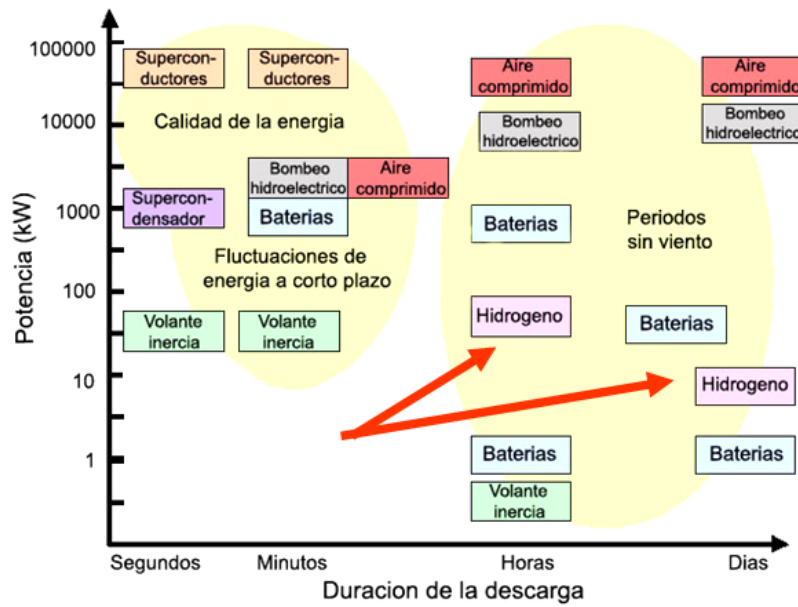 100000
10000
1000
100
10
1
Potencia (kW)
Supercon-
ductores
Supercon-
ductores
Aire
comprimido
Aire
comprimido
Calidad de la energia
Bombeo
hidroelectrico
Bombeo
hidroelectrico
Bombeo
hidroelectrico
Aire
comprimido
Supercon-
densador
Baterias
Baterias
Periodos
sin viento
Fluctuaciones de
energia a corto plazo
Volante
inercia
Volante
inercia
Hidrogeno
Baterias
Hidrogeno
Baterias
Baterias
Volante
inercia
Segundos
Minutos
Horas
Dias
Duracion de la descarga